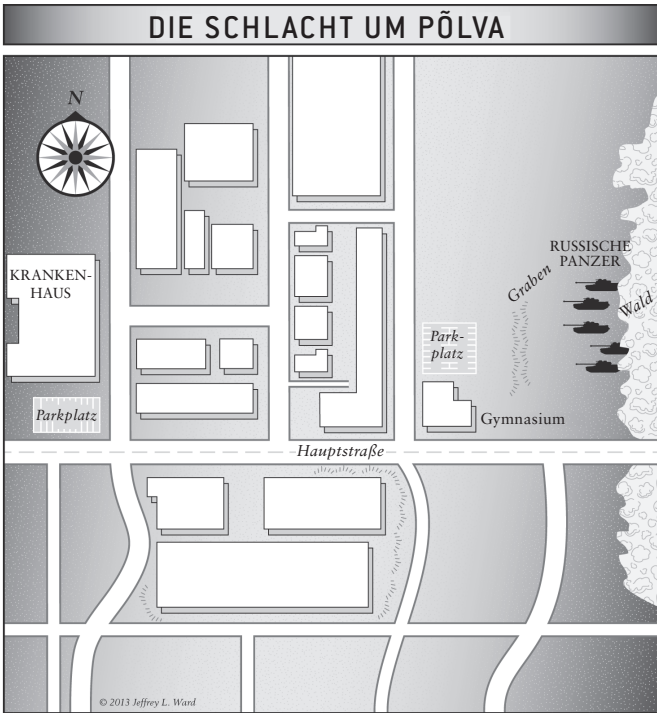 DIE SCHLACHT UM PÕLVA
N
RUSSISCHE
PANZER
KRANKEN-
HAUS
Graben
Wald
Park-
platz
Parkplatz
Gymnasium
Hauptstraße
© 2013 Jeffrey L. Ward